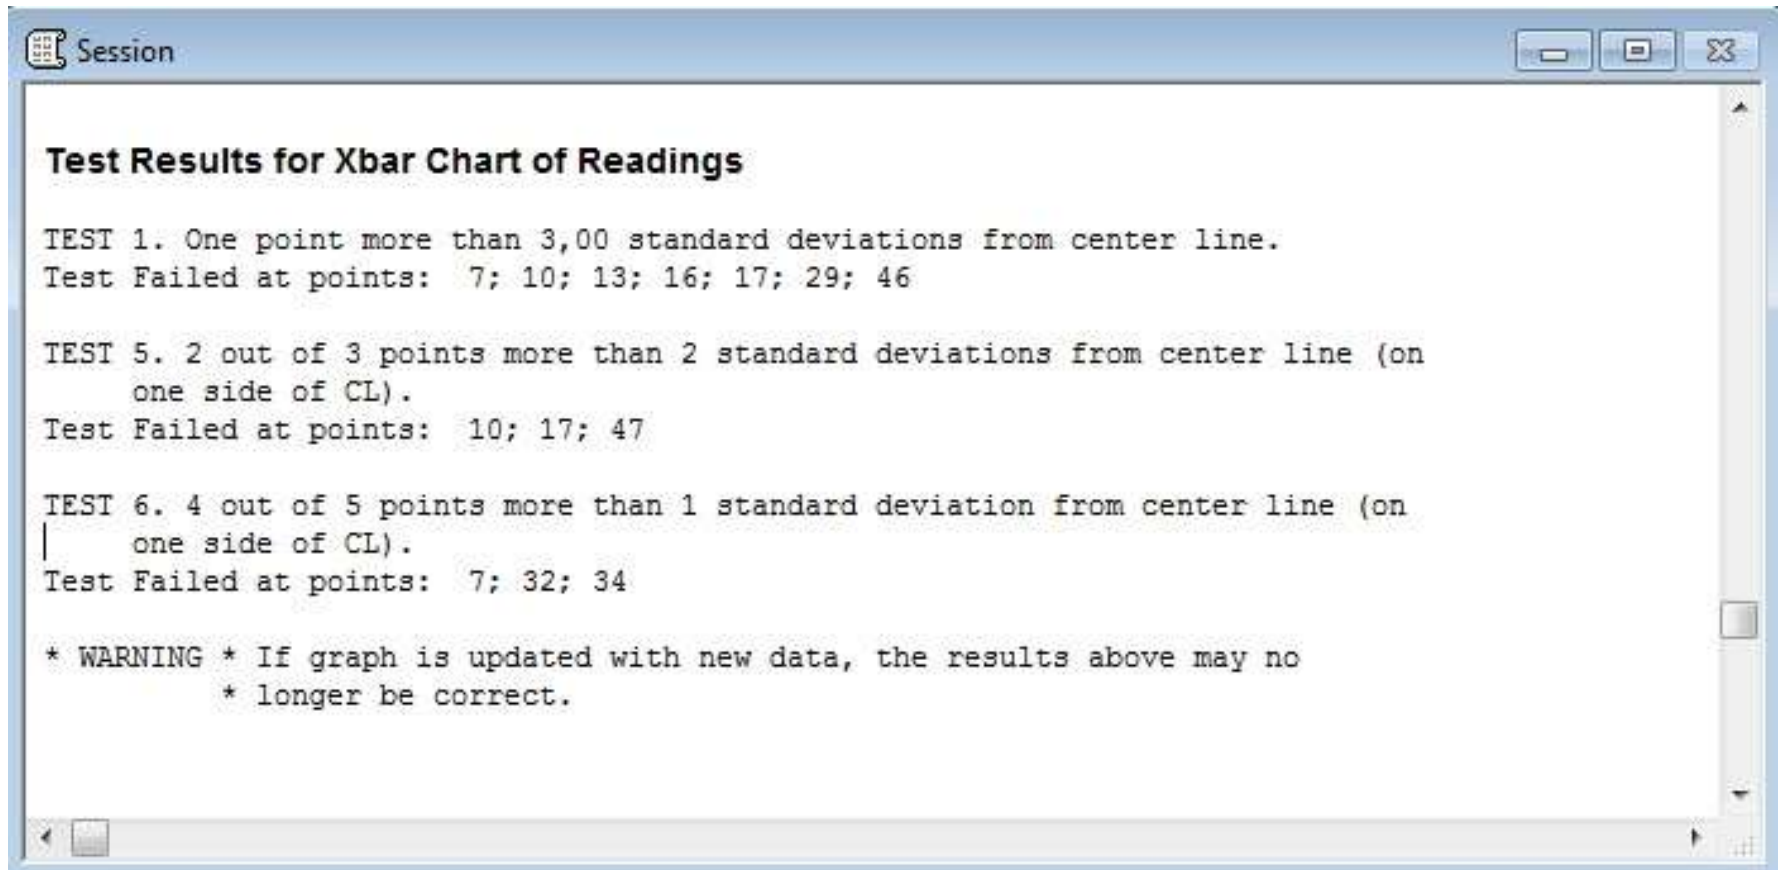 Session
Test Results for Xbar Chart of Readings
TEST 1. One point more than 3,00 standard deviations from center line.
Test Failed at points:  7; 10; 13; 16; 17; 29; 46
TEST 5. 2 out of 3 points more than 2 standard deviations from center line (on
one side of CL).
Test Failed at points:  10; 17; 47
TEST 6. 4 out of 5 points more than 1 standard deviation from center line (on
one side of CL).
Test Failed at points:  7; 32; 34
* WARNING * If graph is updated with new data, the results above may no
* longer be correct.